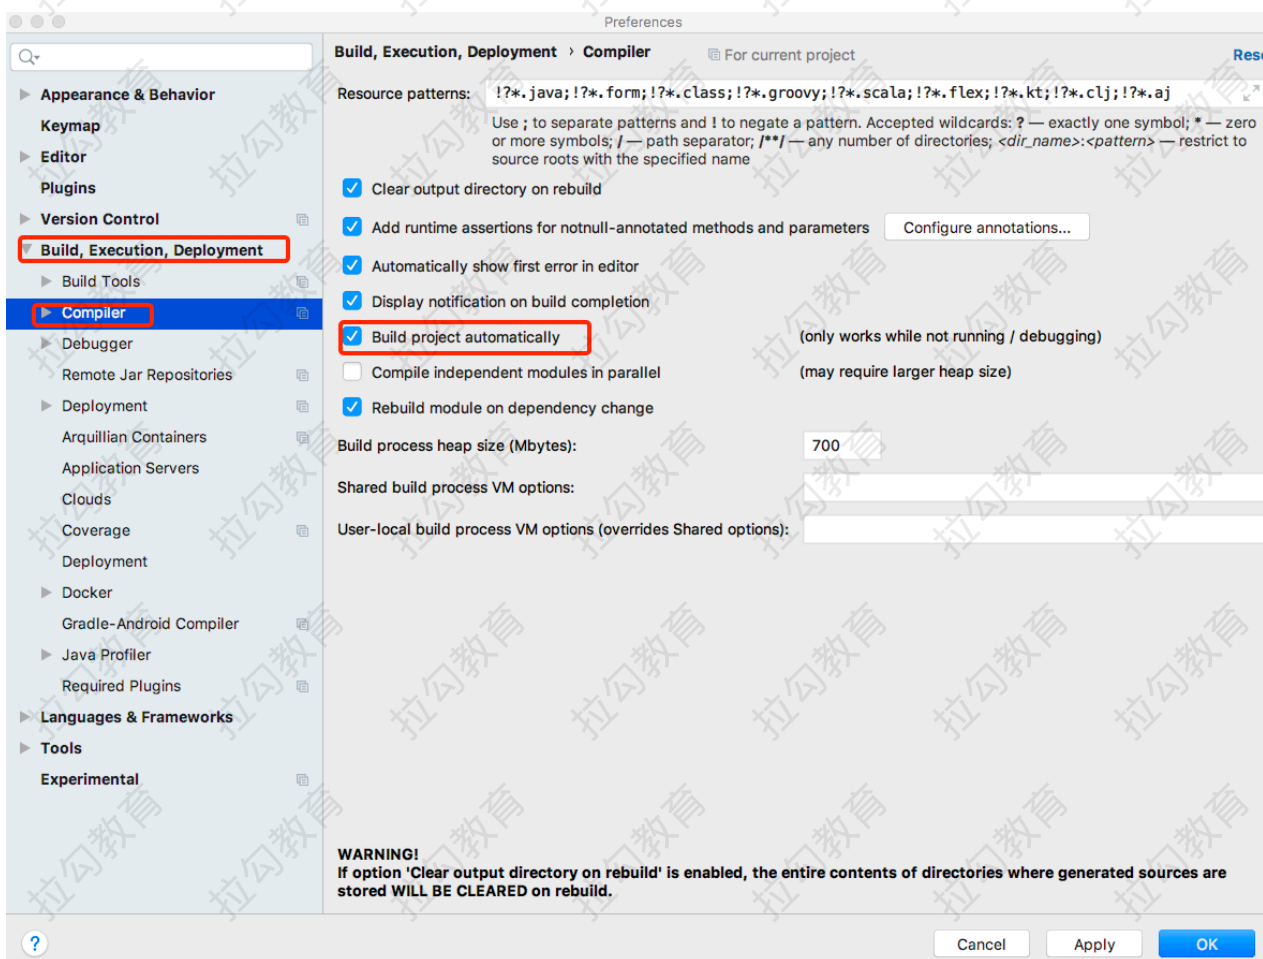 Preferences
Build, Execution, Deployment › Compiler
For current project
Rese
Appearance & Behavior
Keymap
Editor
Plugins
Version Control
Build, Execution, Deployment
Build Tools
Compiler
Debugger
Remote Jar Repositories
Deployment
Arquillian Containers
Application Servers
Clouds
Coverage
Deployment
Docker
Gradle-Android Compiler
Java Profiler
Required Plugins
Languages & Frameworks
Tools
Experimental
Resource patterns: !?*.java;!?*.form;!?*.class;!?*.groovy;!?*.scala;!?*.flex;!?*.kt;!?*.clj;!?*.aj
Use ; to separate patterns and ! to negate a pattern. Accepted wildcards: ? — exactly one symbol; * — zero
or more symbols; / — path separator; /**/ — any number of directories; <dir_name>:<pattern> — restrict to
source roots with the specified name
Clear output directory on rebuild
Add runtime assertions for notnull-annotated methods and parameters Configure annotations...
Automatically show first error in editor
Display notification on build completion
Build project automatically (only works while not running / debugging)
Compile independent modules in parallel (may require larger heap size)
Rebuild module on dependency change
Build process heap size (Mbytes): 700
Shared build process VM options:
User-local build process VM options (overrides Shared options):
WARNING!
If option 'Clear output directory on rebuild' is enabled, the entire contents of directories where generated sources are
stored WILL BE CLEARED on rebuild.
?
Cancel
Apply
OK
拉勾教育